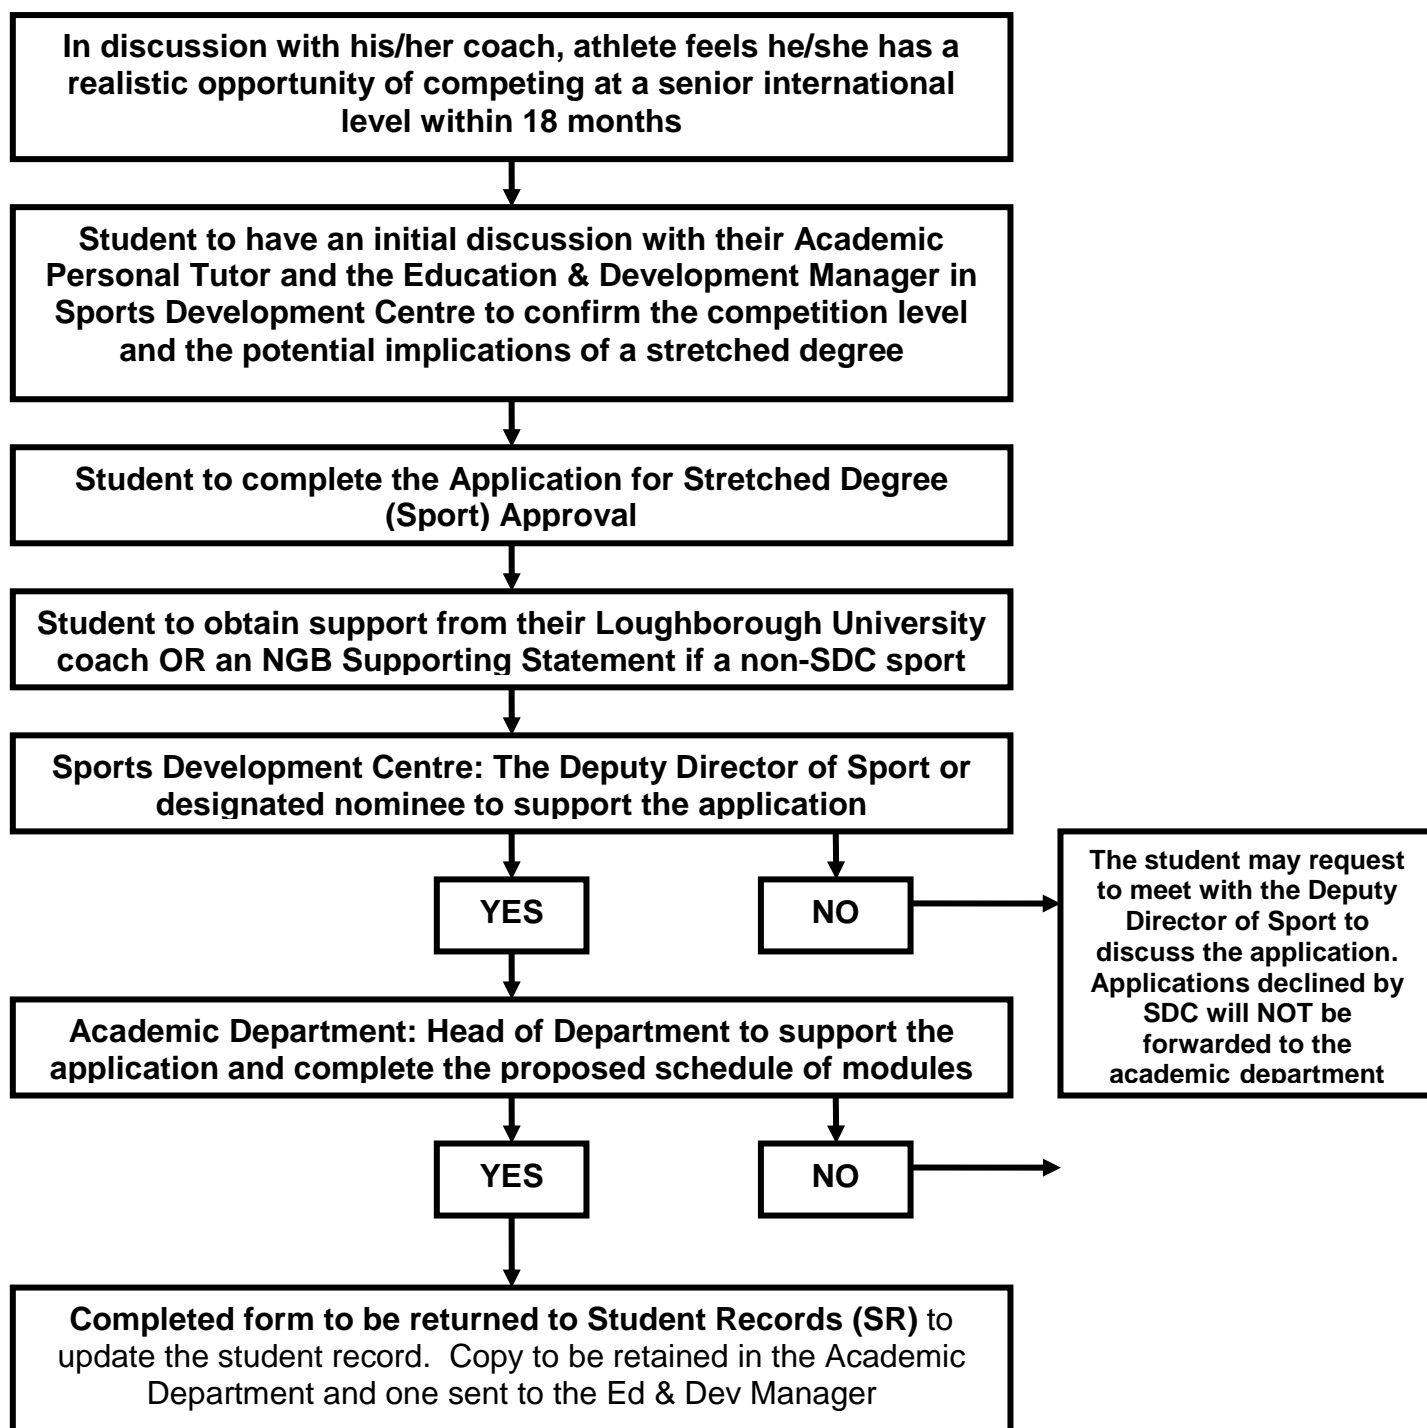 In discussion with his/her coach, athlete feels he/she has a
realistic opportunity of competing at a senior international
level within 18 months
Student to have an initial discussion with their Academic
Personal Tutor and the Education & Development Manager in
Sports Development Centre to confirm the competition level
and the potential implications of a stretched degree
Student to complete the Application for Stretched Degree
(Sport) Approval
Student to obtain support from their Loughborough University
coach OR an NGB Supporting Statement if a non-SDC sport
Sports Development Centre: The Deputy Director of Sport or
designated nominee to support the application
YES
NO
The student may request
to meet with the Deputy
Director of Sport to
discuss the application.
Applications declined by
SDC will NOT be
forwarded to the
academic department
Academic Department: Head of Department to support the
application and complete the proposed schedule of modules
YES
NO
Completed form to be returned to Student Records (SR) to
update the student record.  Copy to be retained in the Academic
Department and one sent to the Ed & Dev Manager